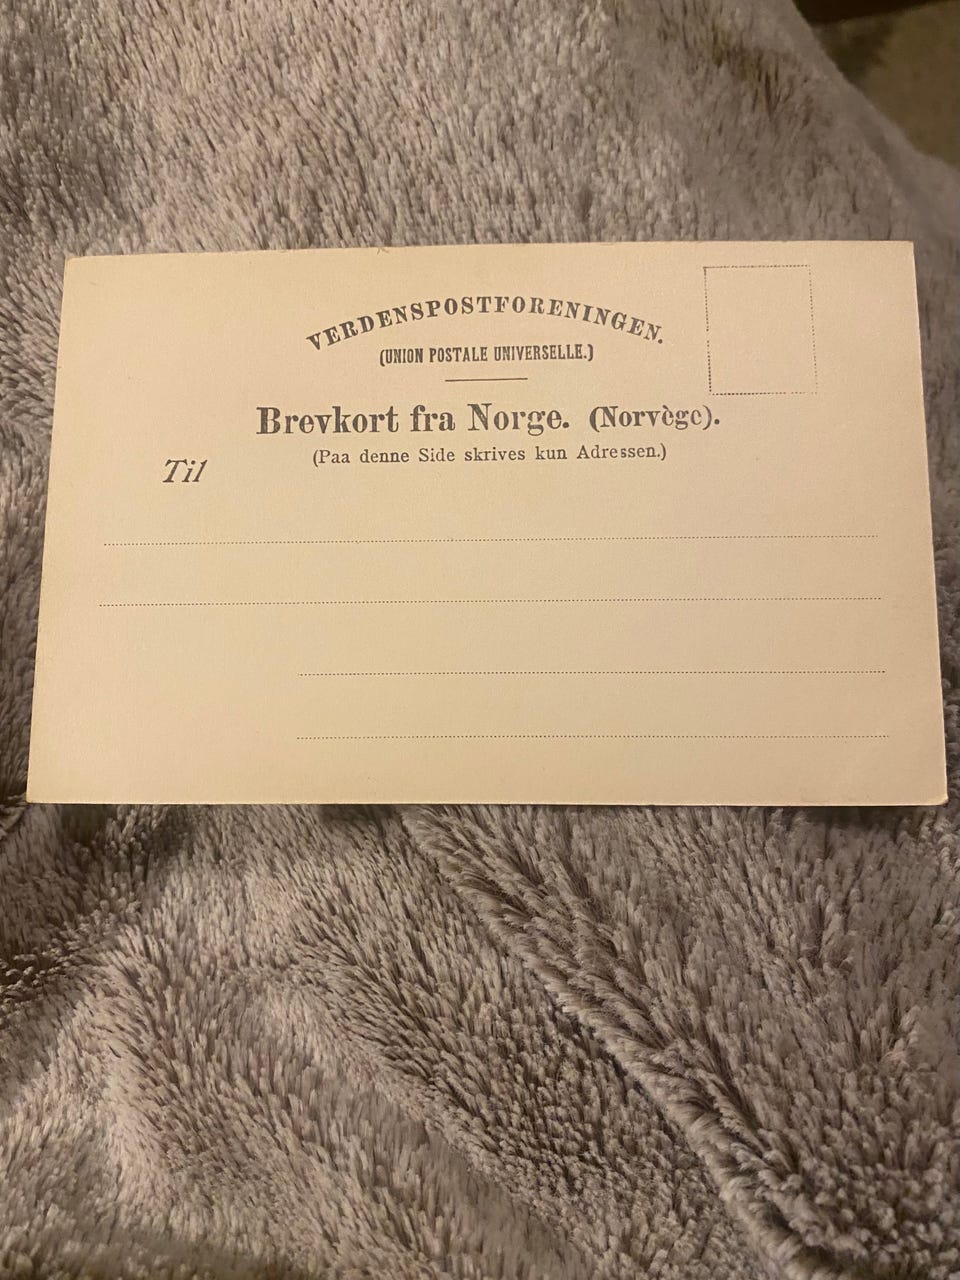 VERDENSPOSTFORENINGEN.
(UNION POSTALE UNIVERSELLE.)
Brevkort fra Norge. (Norvège).
(Paa denne Side skrives kun Adressen.)
Til